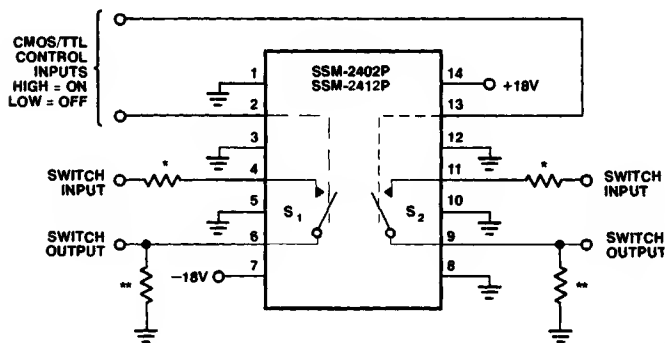 CMOS/TTL
CONTROL
INPUTS
HIGH = ON
LOW = OFF
SSM-2402P
SSM-2412P
1
14
+18V
2
13
3
12
SWITCH
INPUT
*
4
11
*
SWITCH
INPUT
5
10
S1
S2
SWITCH
OUTPUT
6
9
SWITCH
OUTPUT
**
–18V
7
8
**